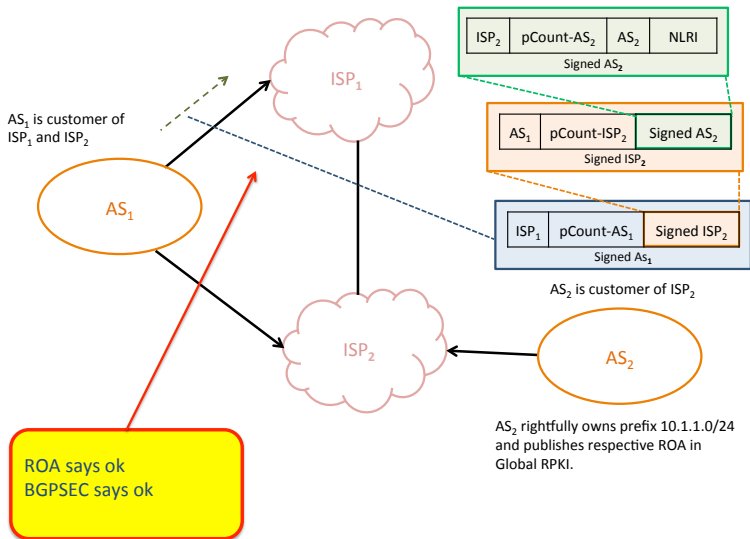 ISP₂ pCount-AS₂ AS₂ NLRI
Signed AS₂
ISP₁
AS₁ is customer of
ISP₁ and ISP₂
AS₁ pCount-ISP₂ Signed AS₂
Signed ISP₂
AS₁
ISP₁ pCount-AS₁ Signed ISP₂
Signed As₁
AS₂ is customer of ISP₂
ISP₂
AS₂
AS₂ rightfully owns prefix 10.1.1.0/24
and publishes respective ROA in
Global RPKI.
ROA says ok
BGPSEC says ok